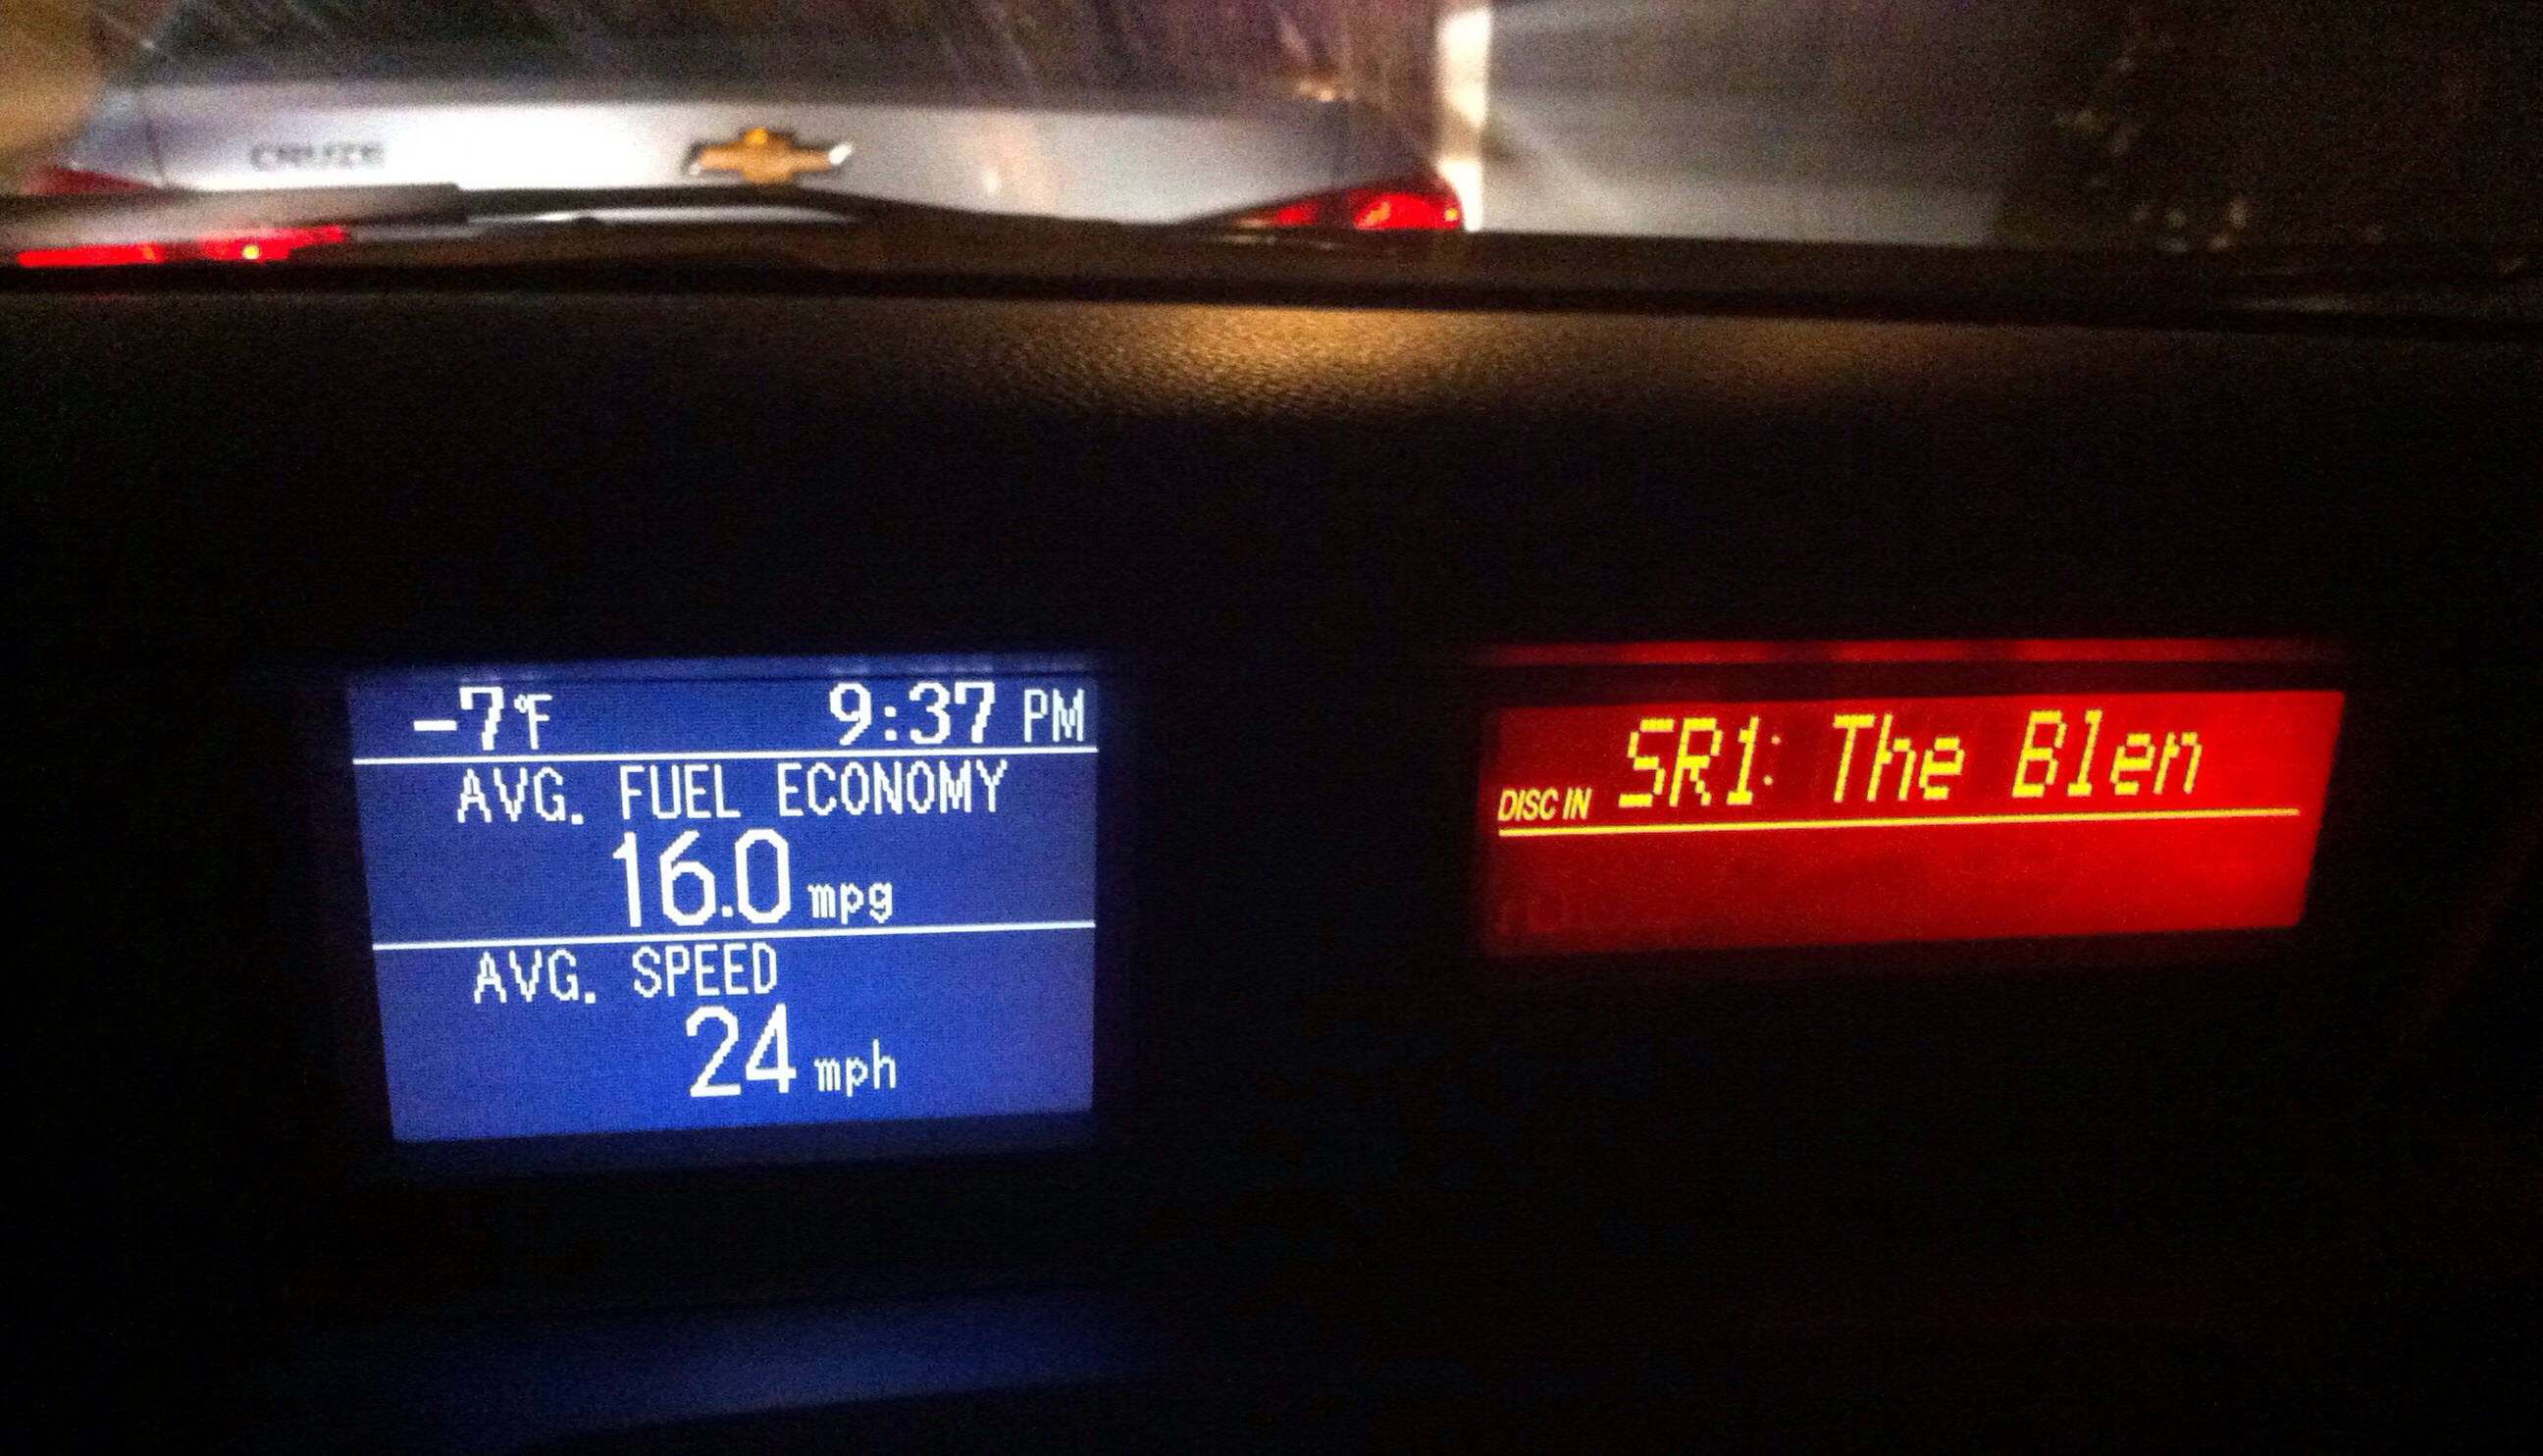 CRUZE
-7°F 9:37 PM
AVG. FUEL ECONOMY
16.0 mpg
AVG. SPEED
24 mph
DISC IN SR1: The Blen